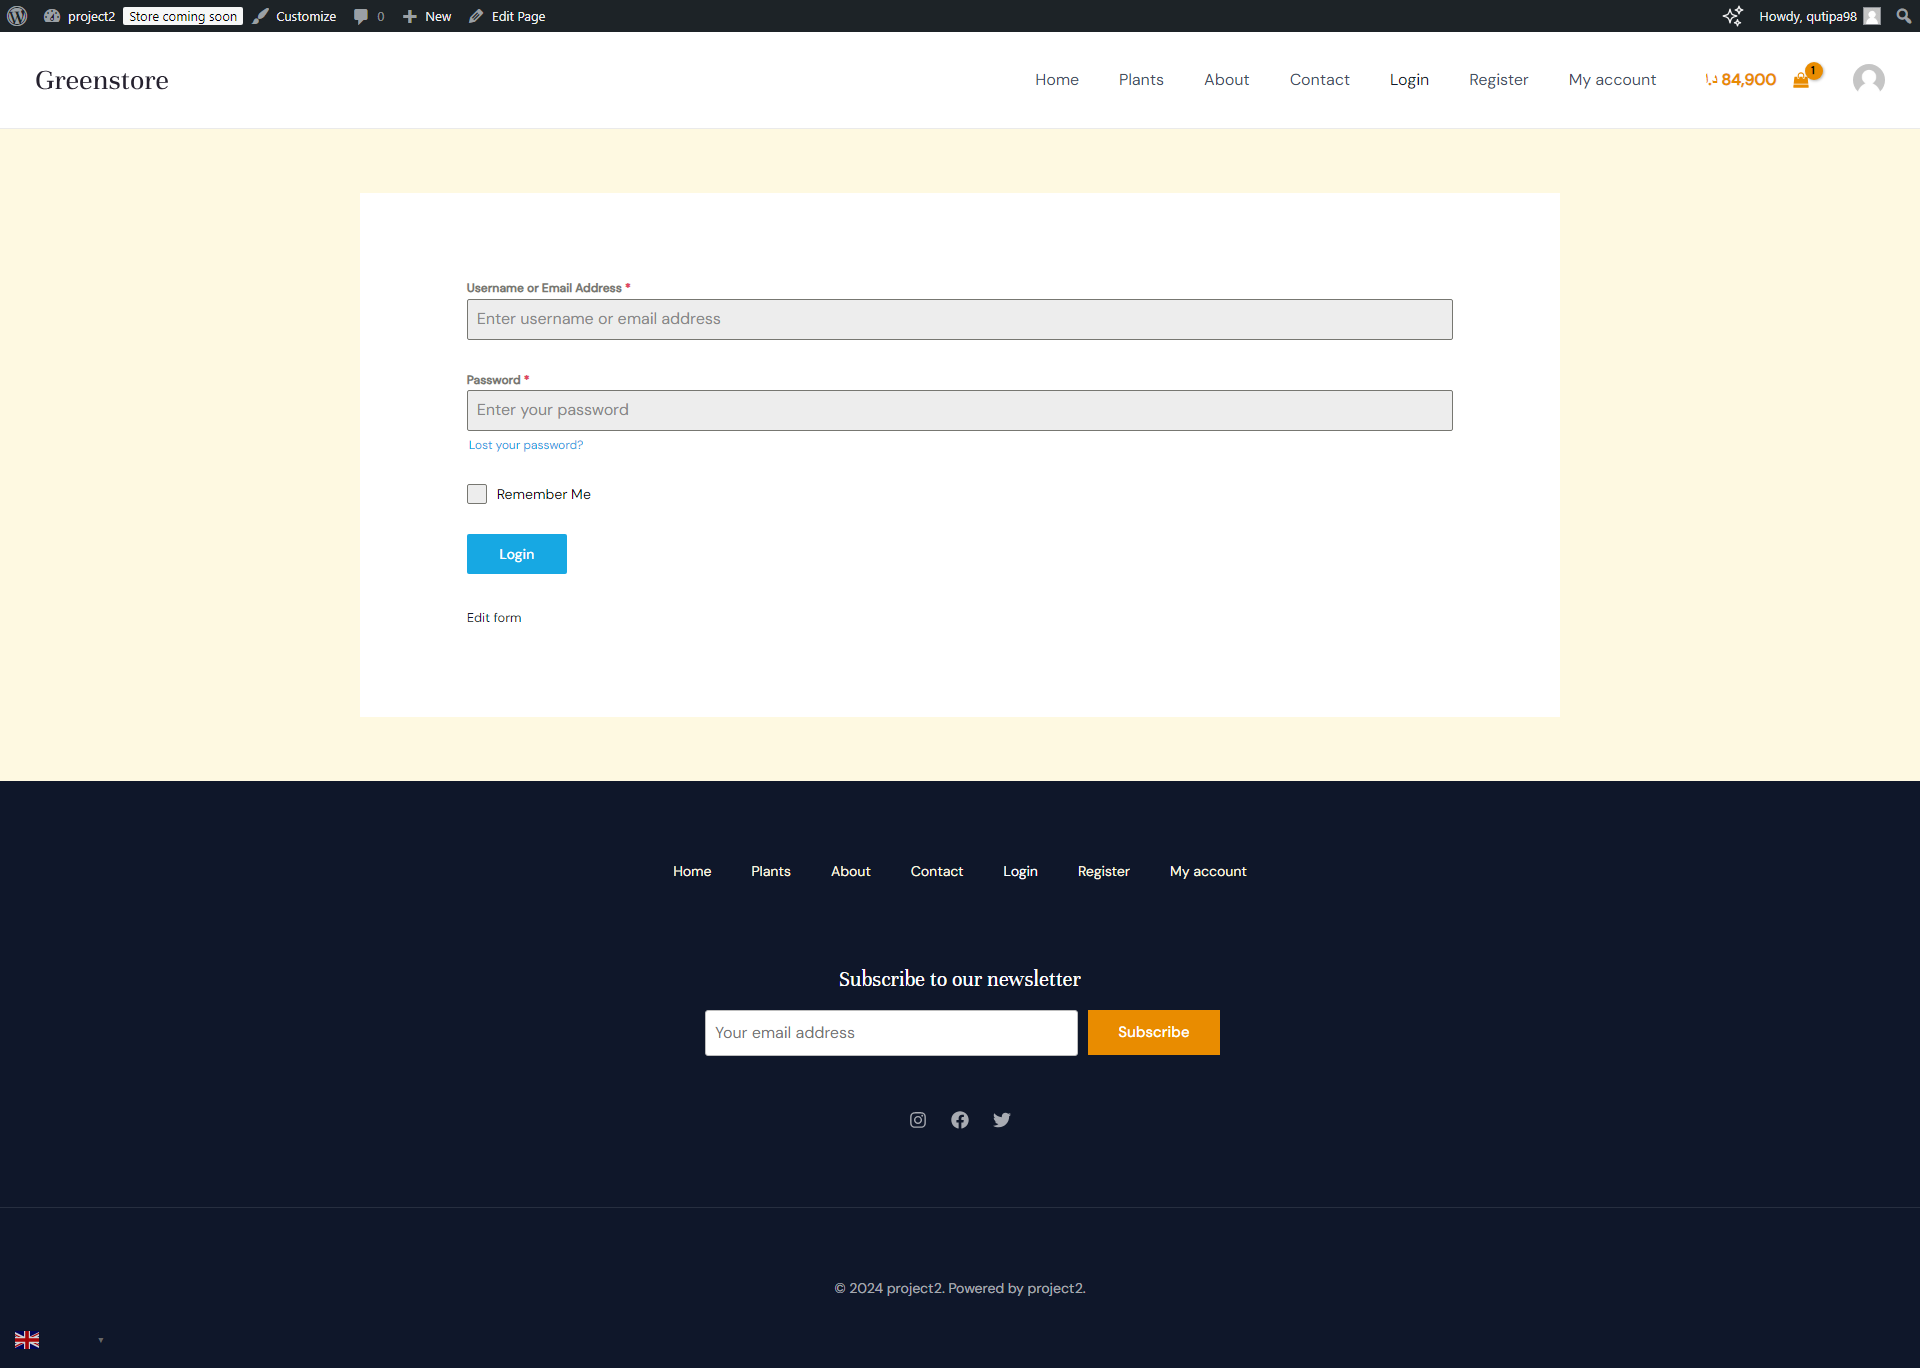 project2 Store coming soon Customize 0 New Edit Page Howdy, qutipa98
Greenstore Home Plants About Contact Login Register My account د.ا 84,900 1
Username or Email Address *
Enter username or email address
Password *
Enter your password
Lost your password?
Remember Me
Login
Edit form
Home Plants About Contact Login Register My account
Subscribe to our newsletter
Your email address Subscribe
© 2024 project2. Powered by project2.